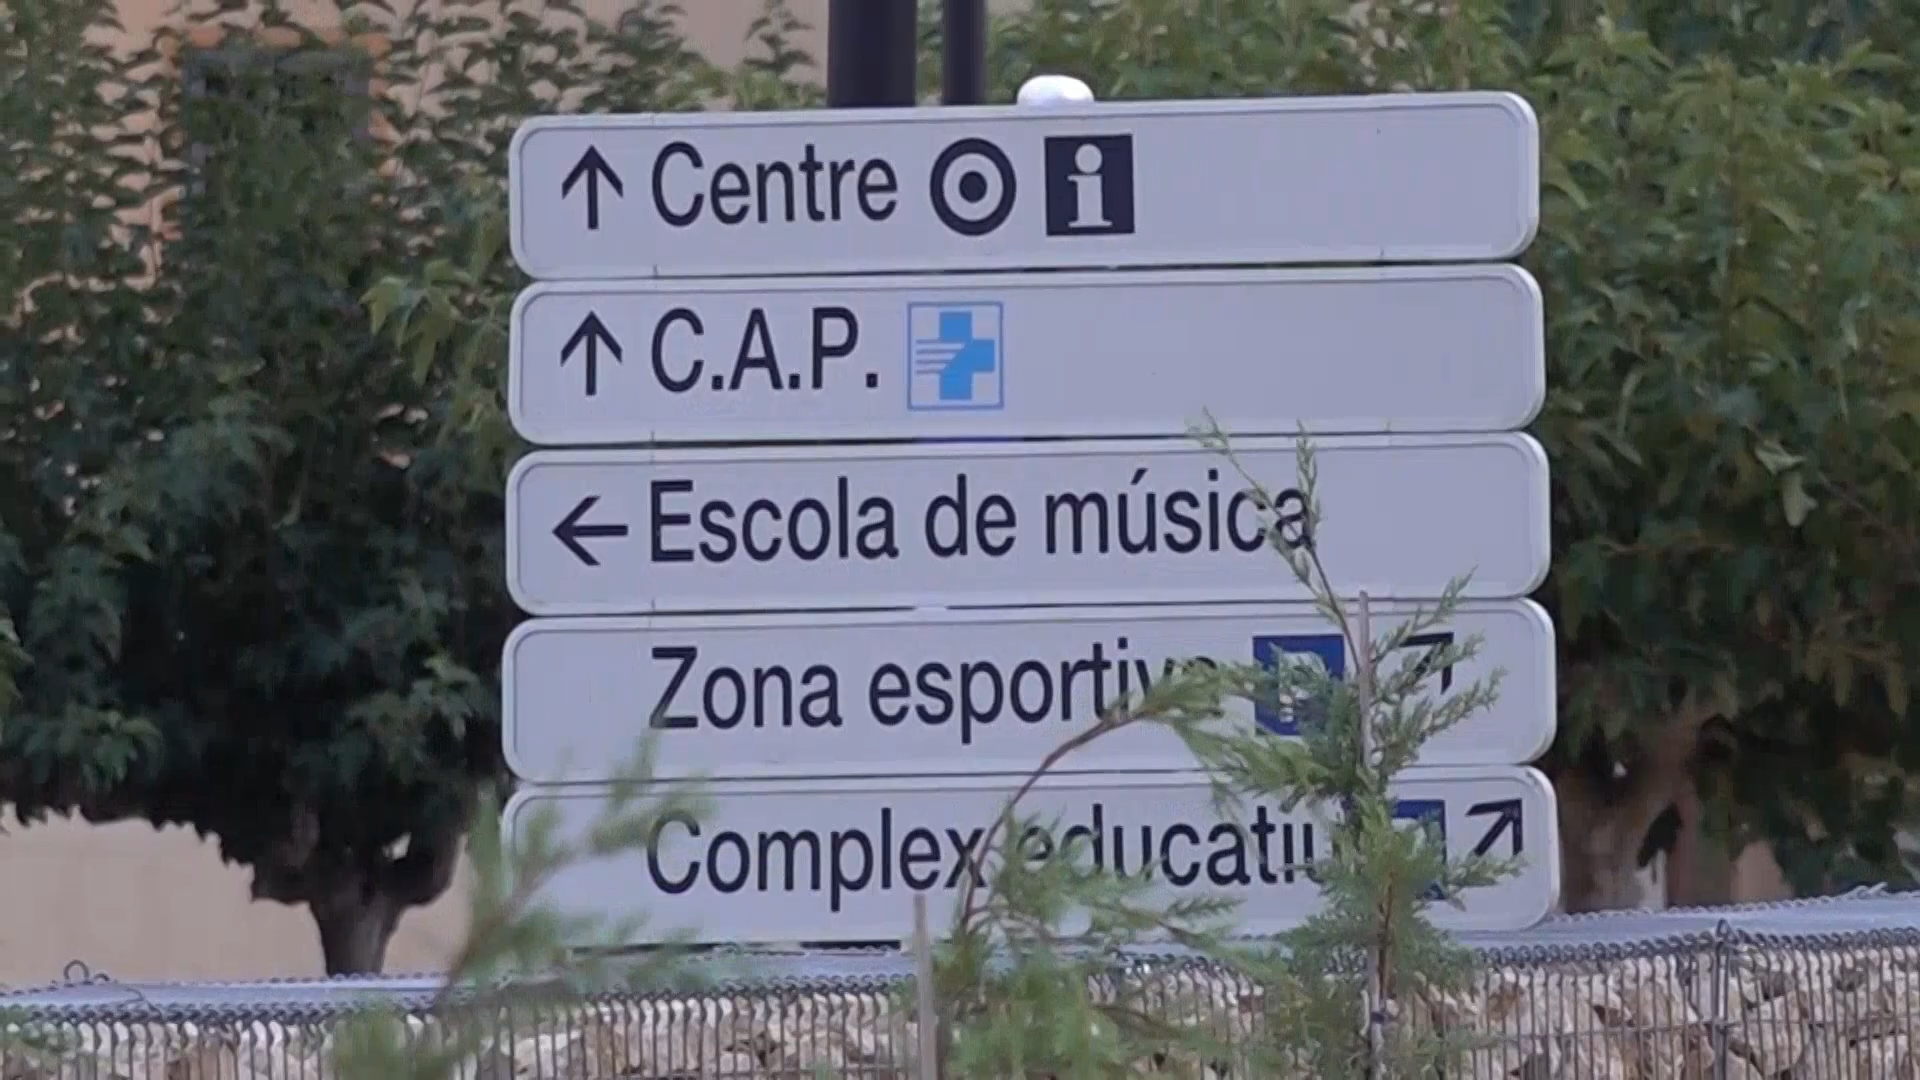 Centre i
C.A.P.
Escola de música
Zona esportiva P
Complex educatiu